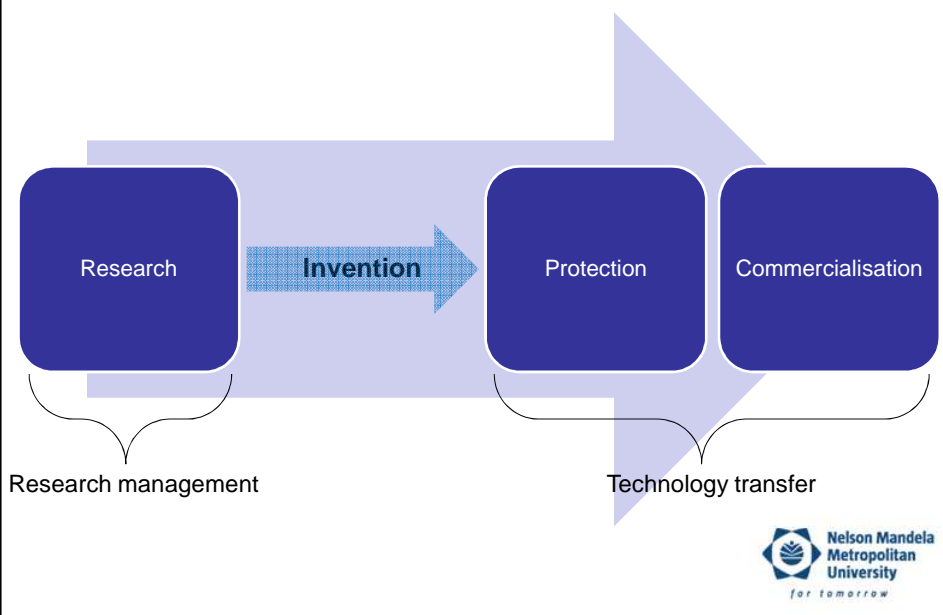 Research
Invention
Protection
Commercialisation
Research management
Technology transfer
Nelson Mandela
Metropolitan
University
for tomorrow